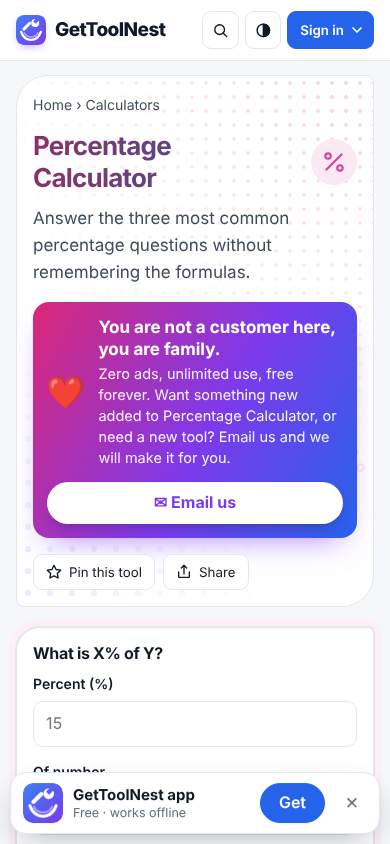 GetToolNest
Sign in
Home › Calculators
Percentage
Calculator
Answer the three most common
percentage questions without
remembering the formulas.
You are not a customer here,
you are family.
Zero ads, unlimited use, free
forever. Want something new
added to Percentage Calculator, or
need a new tool? Email us and we
will make it for you.
✉ Email us
Pin this tool
Share
What is X% of Y?
Percent (%)
15
Of number
GetToolNest app
Free · works offline
Get